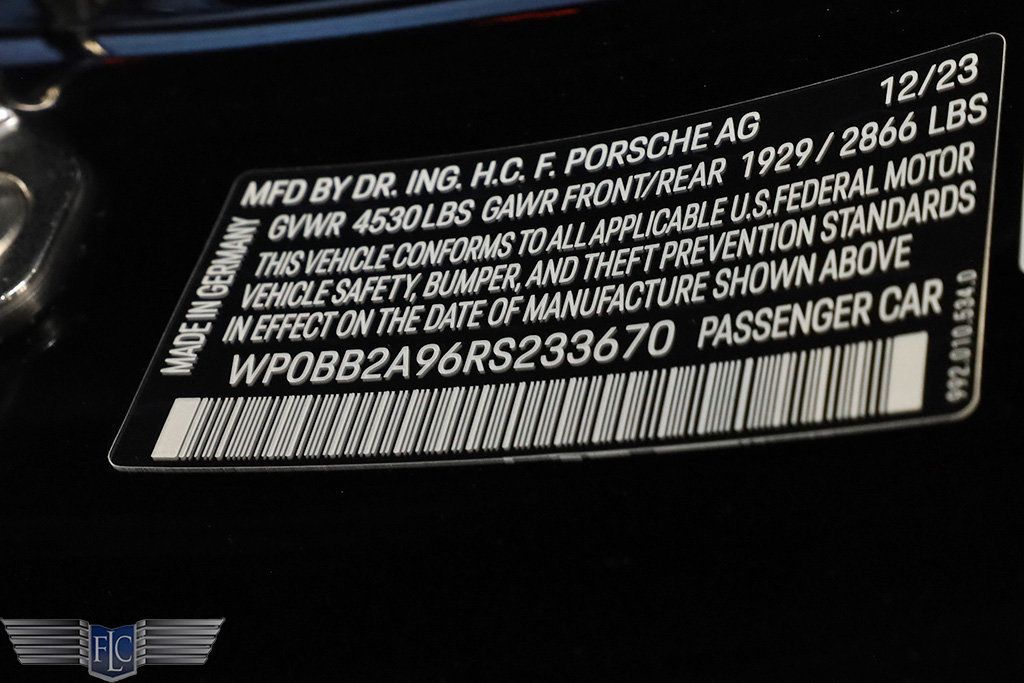 12/23
MFD BY DR. ING. H.C. F. PORSCHE AG
GVWR 4530 LBS GAWR FRONT/REAR 1929 / 2866 LBS
THIS VEHICLE CONFORMS TO ALL APPLICABLE U.S.FEDERAL MOTOR
VEHICLE SAFETY, BUMPER, AND THEFT PREVENTION STANDARDS
IN EFFECT ON THE DATE OF MANUFACTURE SHOWN ABOVE
WP0BB2A96RS233670 PASSENGER CAR
MADE IN GERMANY
992.010.534.D
FLC